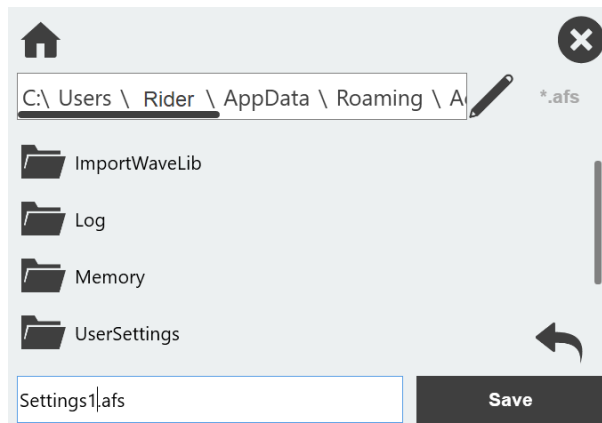 C:\ Users \ Rider \ AppData \ Roaming \ A
*.afs
ImportWaveLib
Log
Memory
UserSettings
Settings1.afs
Save